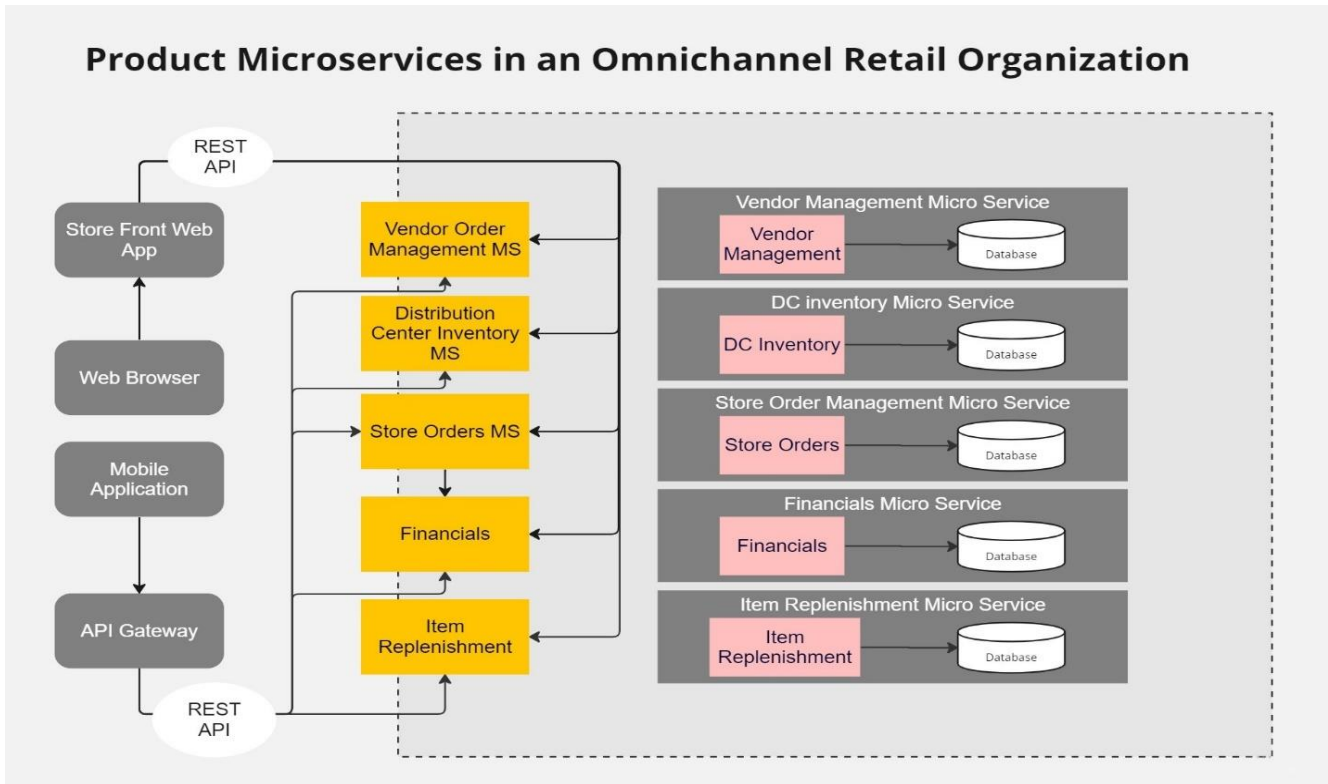 Product Microservices in an Omnichannel Retail Organization
REST
API
Store Front Web
App
Web Browser
Mobile
Application
API Gateway
REST
API
Vendor Order
Management MS
Distribution
Center Inventory
MS
Store Orders MS
Financials
Item
Replenishment
Vendor Management Micro Service
Vendor
Management
Database
DC inventory Micro Service
DC Inventory
Database
Store Order Management Micro Service
Store Orders
Database
Financials Micro Service
Financials
Database
Item Replenishment Micro Service
Item
Replenishment
Database